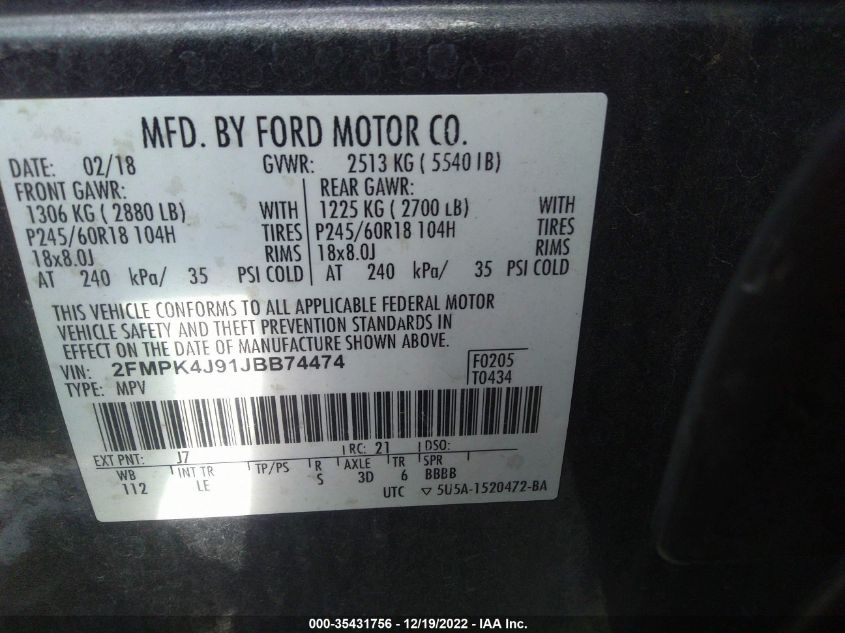 MFD. BY FORD MOTOR CO.
DATE: 02/18 GVWR: 2513 KG ( 5540 lB)
FRONT GAWR: REAR GAWR:
1306 KG ( 2880 LB) WITH 1225 KG ( 2700 LB) WITH
P245/60R18 104H TIRES P245/60R18 104H TIRES
18x8.0J RIMS 18x8.0J RIMS
AT 240 kPa/ 35 PSI COLD AT 240 kPa/ 35 PSI COLD
THIS VEHICLE CONFORMS TO ALL APPLICABLE FEDERAL MOTOR
VEHICLE SAFETY AND THEFT PREVENTION STANDARDS IN
EFFECT ON THE DATE OF MANUFACTURE SHOWN ABOVE.
VIN: 2FMPK4J91JBB74474 F0205
TYPE: MPV T0434
EXT PNT: J7 RC: 21 DSO:
WB INT TR TP/PS R AXLE TR SPR
112 LE S 3D 6 BBBB
UTC ▽ 5U5A-1520472-BA
000-35431756 - 12/19/2022 - IAA Inc.